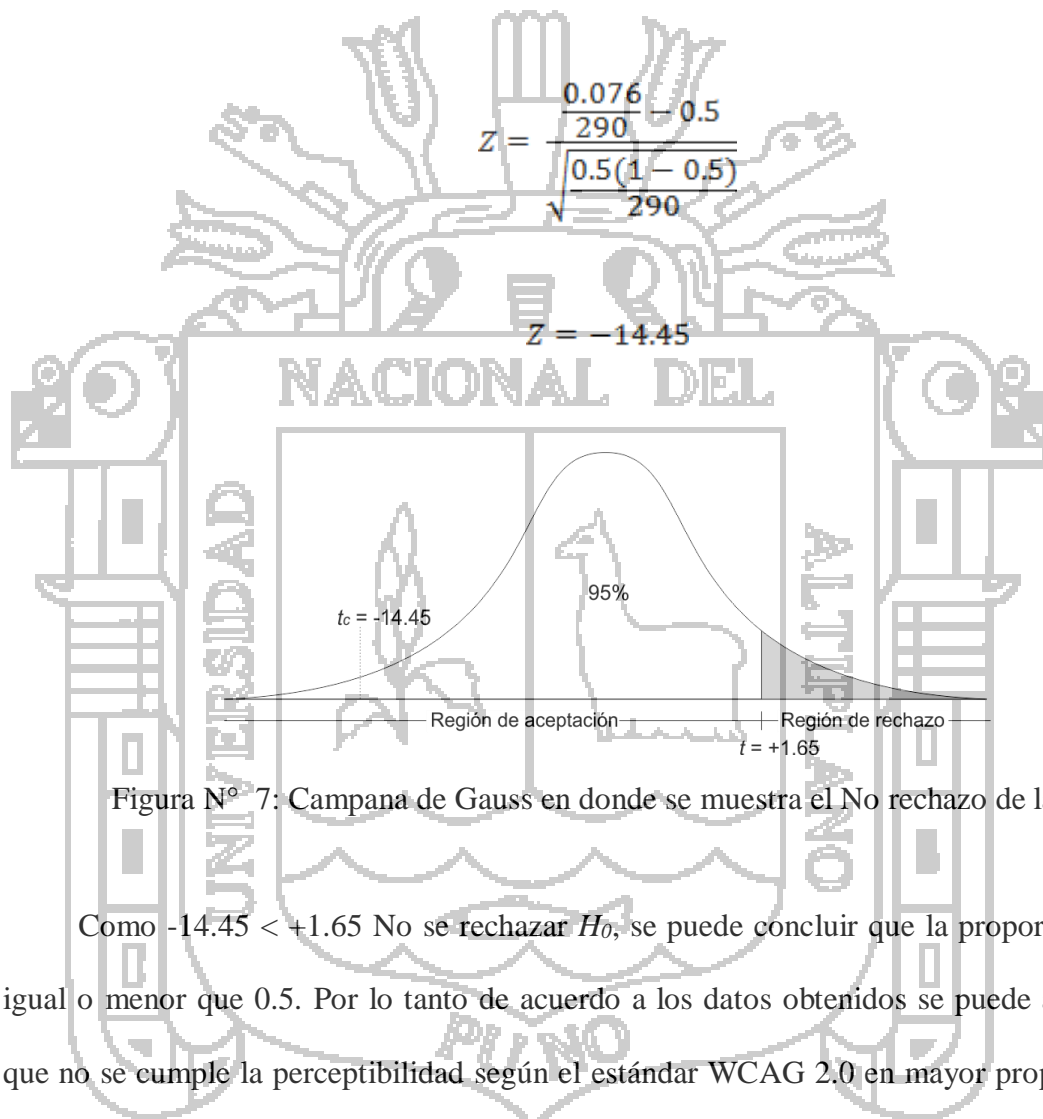 0.076
290
− 0.5
Z =
0.5(1 − 0.5)
290
Z = −14.45
NACIONAL DEL
UNIVERSIDAD
ALTIPLANO
95%
tc = -14.45
Región de aceptación
Región de rechazo
t = +1.65
Figura N° 7: Campana de Gauss en donde se muestra el No rechazo de
Como -14.45 < +1.65 No se rechazar H0, se puede concluir que la
igual o menor que 0.5. Por lo tanto de acuerdo a los datos obtenidos se puede
que no se cumple la perceptibilidad según el estándar WCAG 2.0 en mayor
PUNO